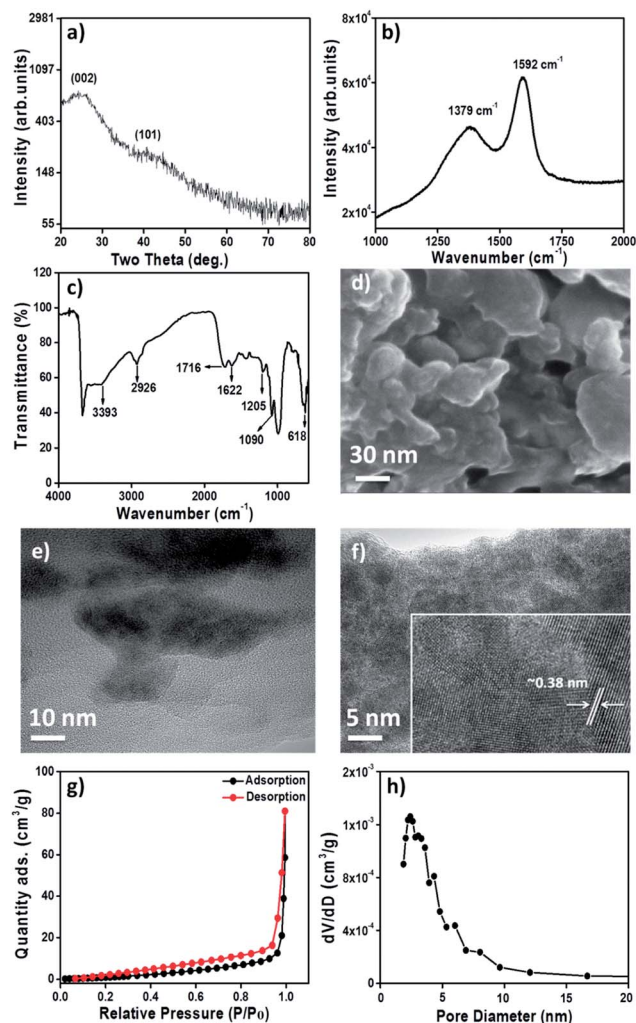 a)
2981
1097
403
148
55
(002)
(101)
20 30 40 50 60 70 80
Two Theta (deg.)
Intensity (arb.units)
b)
8x10⁴
6x10⁴
4x10⁴
2x10⁴
1379 cm⁻¹
1592 cm⁻¹
1000 1250 1500 1750 2000
Wavenumber (cm⁻¹)
Intensity (arb.units)
c)
120
100
80
60
40
20
0
3393
2926
1716
1622
1205
1090
618
4000 3000 2000 1000
Wavenumber (cm⁻¹)
Transmittance (%)
d)
30 nm
e)
10 nm
f)
~0.38 nm
5 nm
g)
100
80
60
40
20
0
Adsorption
Desorption
0.0 0.2 0.4 0.6 0.8 1.0
Relative Pressure (P/P0)
Quantity ads. (cm³/g)
h)
2x10⁻³
1x10⁻³
8x10⁻⁴
4x10⁻⁴
0
0 5 10 15 20
Pore Diameter (nm)
dV/dD (cm³/g)